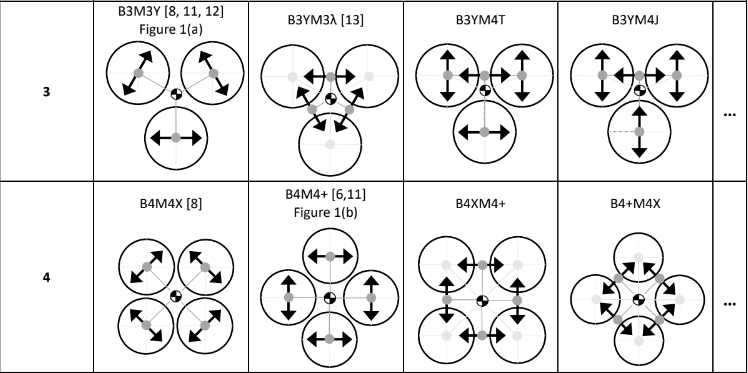 3
B3M3Y [8, 11, 12]
Figure 1(a)
B3YM3λ [13]
B3YM4T
B3YM4J
...
4
B4M4X [8]
B4M4+ [6,11]
Figure 1(b)
B4XM4+
B4+M4X
...